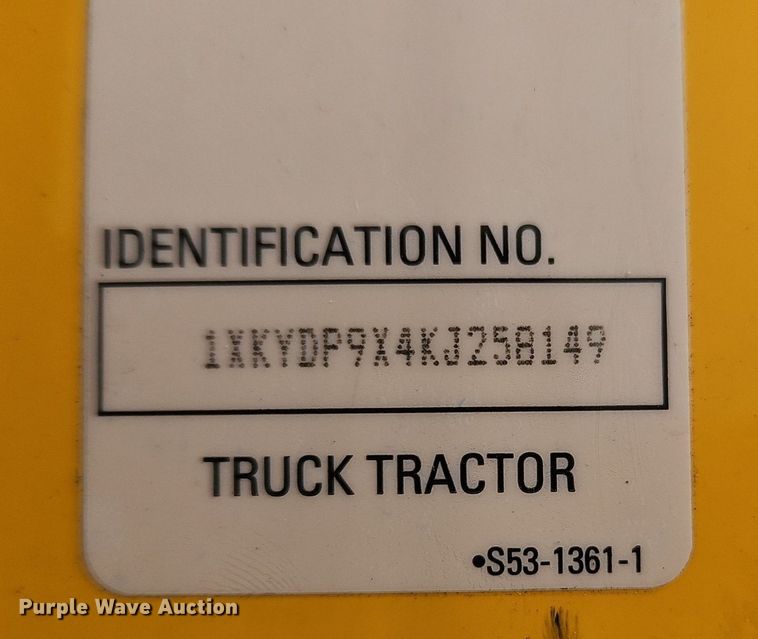 IDENTIFICATION NO.
1XKYDP9X4KJ258149
TRUCK TRACTOR
•S53-1361-1
Purple Wave Auction